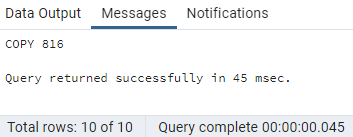 Data Output Messages Notifications
COPY 816
Query returned successfully in 45 msec.
Total rows: 10 of 10 Query complete 00:00:00.045